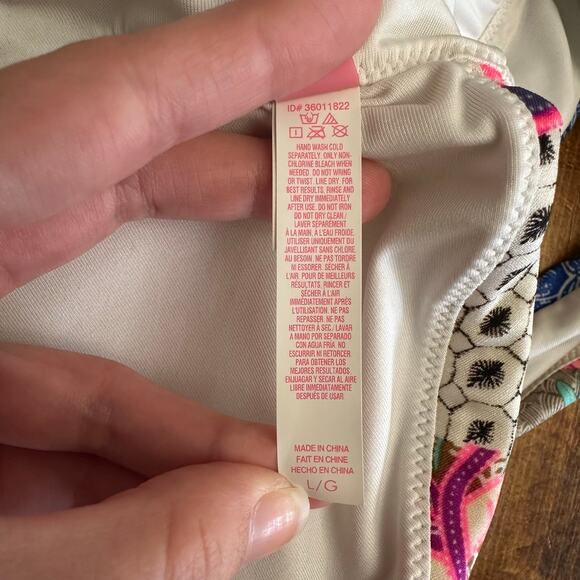 ID# 36011822
HAND WASH COLD
SEPARATELY. ONLY NON-
CHLORINE BLEACH WHEN
NEEDED. DO NOT WRING
OR TWIST. LINE DRY. FOR
BEST RESULTS, RINSE AND
LINE DRY IMMEDIATELY
AFTER USE. DO NOT IRON
DO NOT DRY CLEAN /
LAVER SÉPARÉMENT
À LA MAIN, A L'EAU FROIDE.
UTILISER UNIQUEMENT DU
JAVELLISANT SANS CHLORE,
AU BESOIN. NE PAS TORDRE
NI ESSORER. SÉCHER À
L'AIR. POUR DE MEILLEURS
RÉSULTATS, RINCER ET
SÉCHER À L'AIR
IMMÉDIATEMENT APRÈS
L'UTILISATION. NE PAS
REPASSER. NE PAS
NETTOYER À SEC / LAVAR
A MANO POR SEPARADO
CON AGUA FRÍA. NO
ESCURRIR NI RETORCER.
PARA OBTENER LOS
MEJORES RESULTADOS,
ENJUAGAR Y SECAR AL AIRE
LIBRE INMEDIATAMENTE
DESPUÉS DE USAR
MADE IN CHINA
FAIT EN CHINE
HECHO EN CHINA
L/G